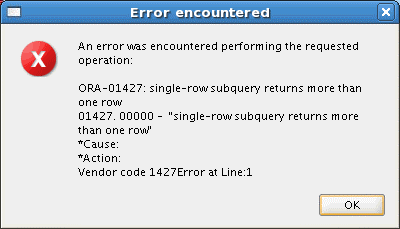 Error encountered
An error was encountered performing the requested
operation:
ORA-01427: single-row subquery returns more than
one row
01427. 00000 - "single-row subquery returns more
than one row"
*Cause:
*Action:
Vendor code 1427Error at Line:1
OK